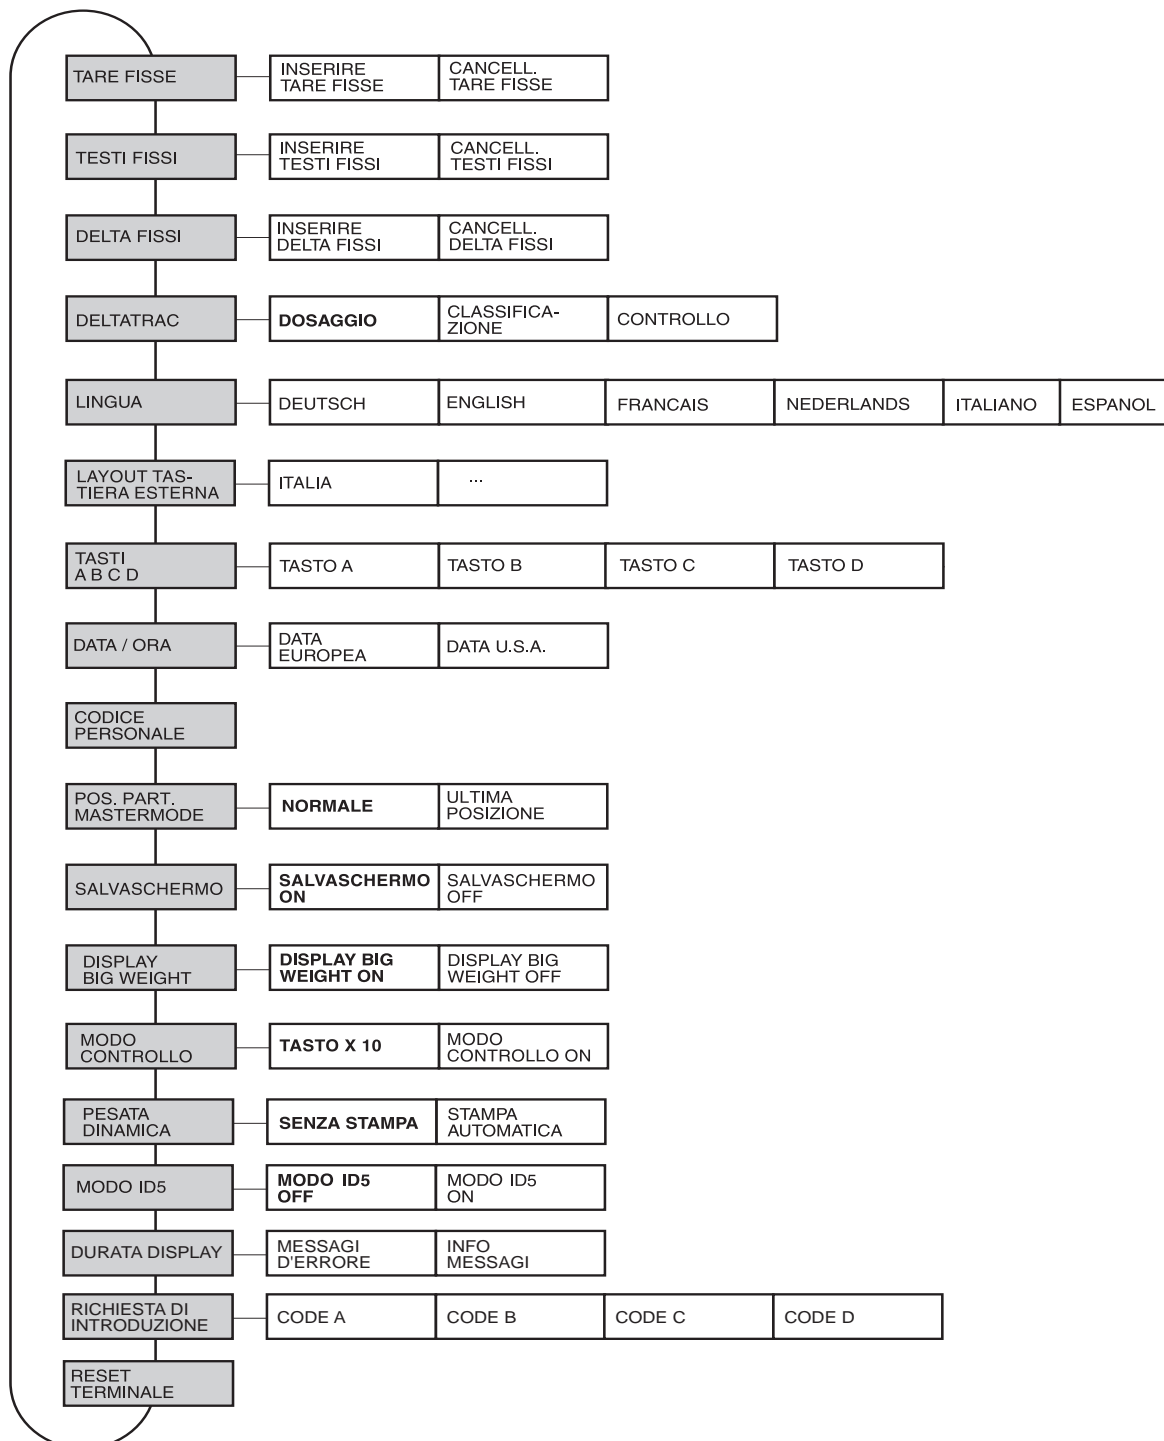 TARE FISSE
INSERIRE
TARE FISSE
CANCELL.
TARE FISSE
TESTI FISSI
INSERIRE
TESTI FISSI
CANCELL.
TESTI FISSI
DELTA FISSI
INSERIRE
DELTA FISSI
CANCELL.
DELTA FISSI
DELTATRAC
DOSAGGIO
CLASSIFICA-
ZIONE
CONTROLLO
LINGUA
DEUTSCH
ENGLISH
FRANCAIS
NEDERLANDS
ITALIANO
ESPANOL
LAYOUT TAS-
TIERA ESTERNA
ITALIA
...
TASTI
A B C D
TASTO A
TASTO B
TASTO C
TASTO D
DATA / ORA
DATA
EUROPEA
DATA U.S.A.
CODICE
PERSONALE
POS. PART.
MASTERMODE
NORMALE
ULTIMA
POSIZIONE
SALVASCHERMO
SALVASCHERMO
ON
SALVASCHERMO
OFF
DISPLAY
BIG WEIGHT
DISPLAY BIG
WEIGHT ON
DISPLAY BIG
WEIGHT OFF
MODO
CONTROLLO
TASTO X 10
MODO
CONTROLLO ON
PESATA
DINAMICA
SENZA STAMPA
STAMPA
AUTOMATICA
MODO ID5
MODO ID5
OFF
MODO ID5
ON
DURATA DISPLAY
MESSAGI
D'ERRORE
INFO
MESSAGI
RICHIESTA DI
INTRODUZIONE
CODE A
CODE B
CODE C
CODE D
RESET
TERMINALE